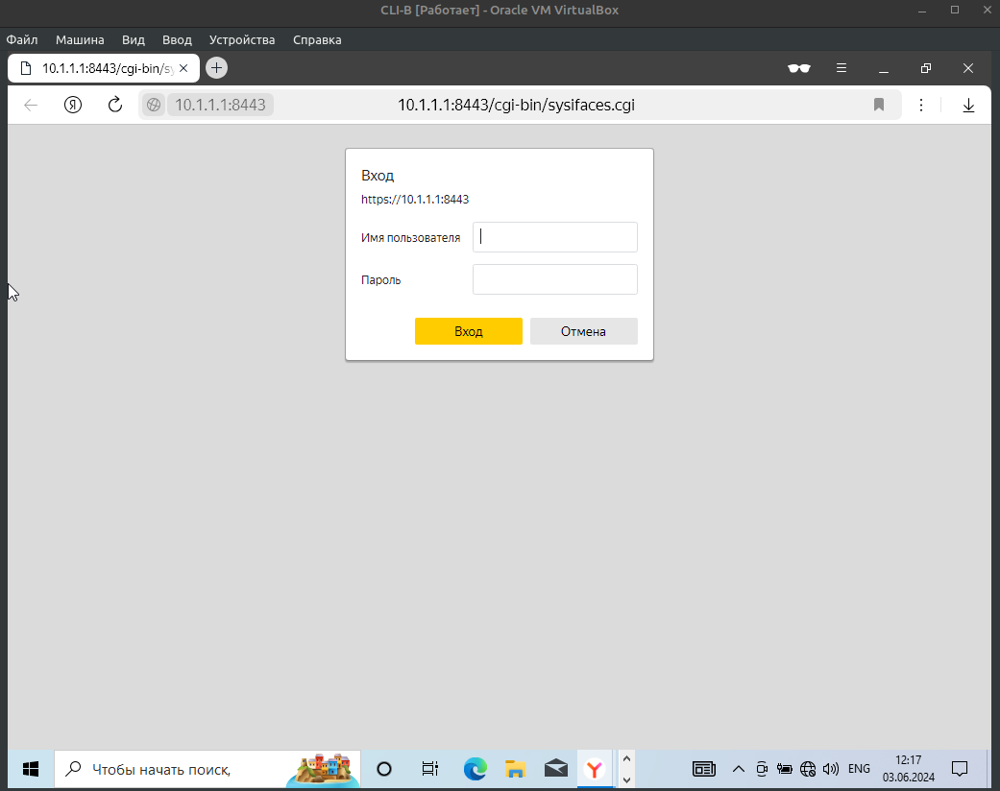 CLI-B [Работает] - Oracle VM VirtualBox
Файл Машина Вид Ввод Устройства Справка
10.1.1.1:8443/cgi-bin/sy
10.1.1.1:8443 10.1.1.1:8443/cgi-bin/sysifaces.cgi
Вход
https://10.1.1.1:8443
Имя пользователя
Пароль
Вход Отмена
Чтобы начать поиск,
ENG
12:17
03.06.2024